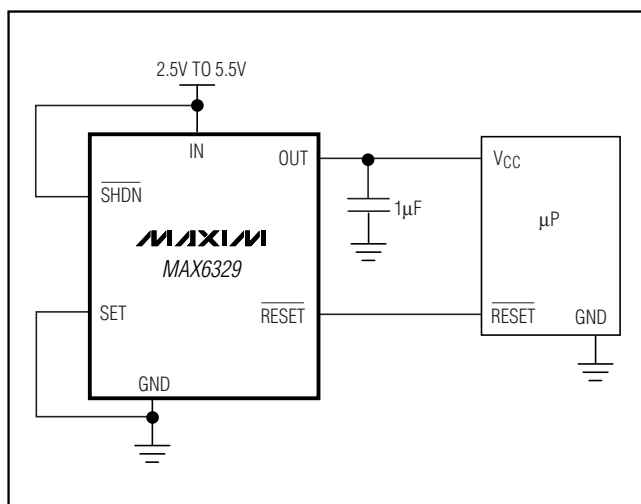 2.5V TO 5.5V
IN
OUT
SHDN
MAXIM
MAX6329
SET
RESET
GND
1µF
VCC
µP
RESET
GND